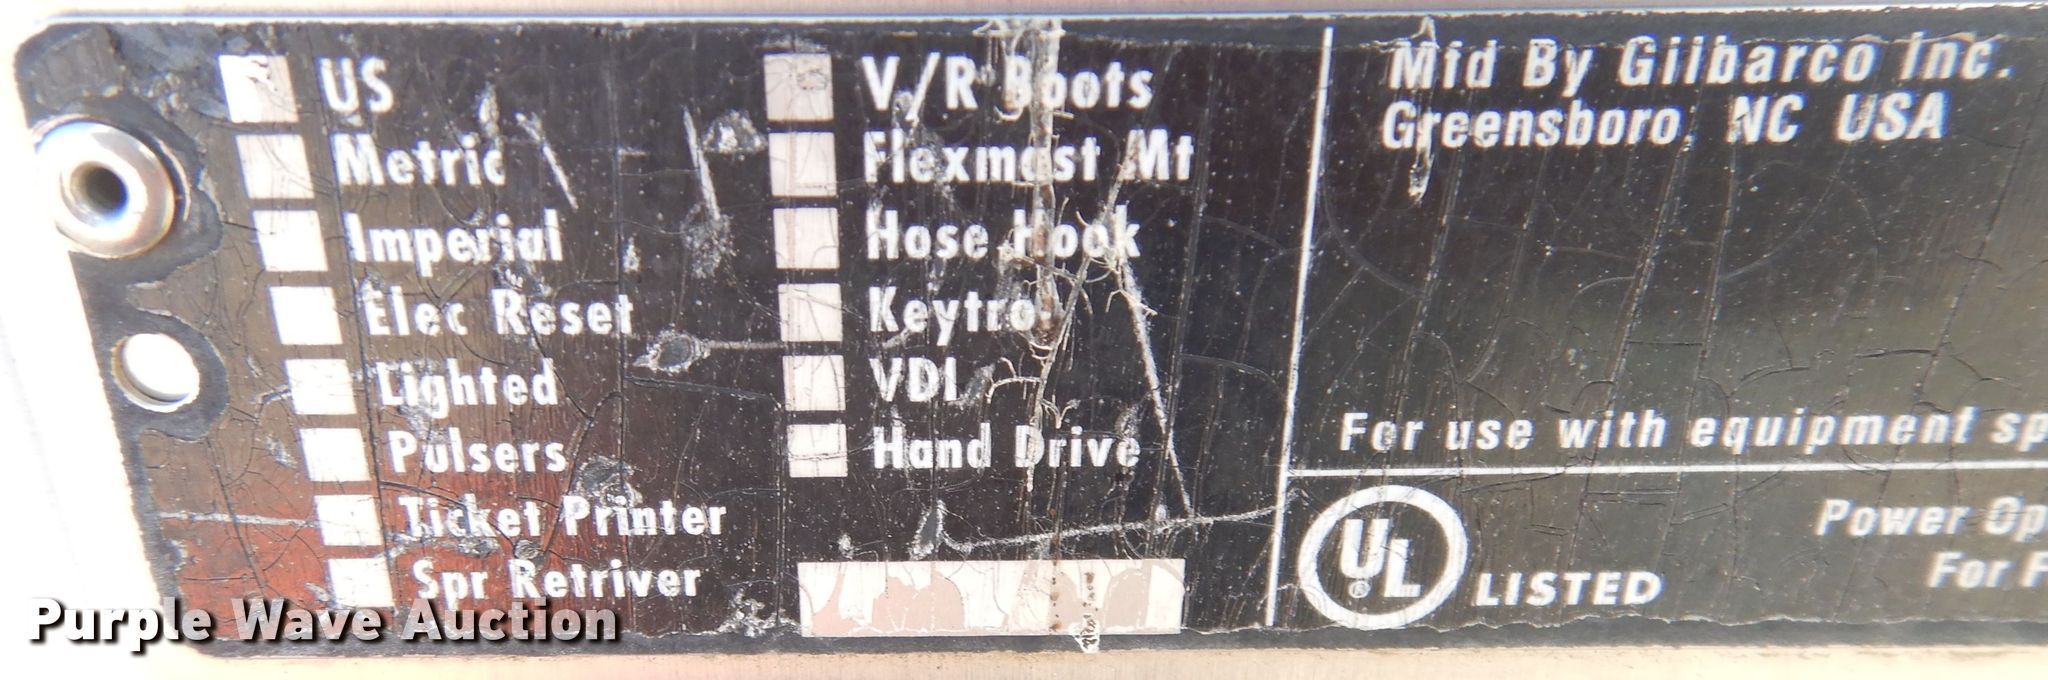 US
Metric
Imperial
Elec Reset
Lighted
Pulsers
Ticket Printer
Spr Retriver
V/R Boots
Flexmast Mt
Hose Hook
Keytrol
VDI
Hand Drive
Mfd By Gilbarco Inc.
Greensboro, NC USA
For use with equipment sp
UL
®
LISTED
Power Op
For F
Purple Wave Auction